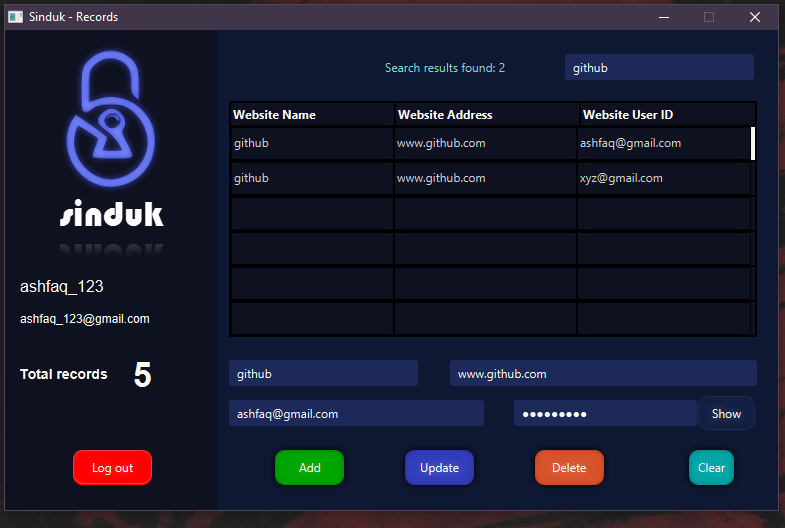 Sinduk - Records
sinduk
ashfaq_123
ashfaq_123@gmail.com
Total records 5
Log out
Search results found: 2 github
Website Name Website Address Website User ID
github www.github.com ashfaq@gmail.com
github www.github.com xyz@gmail.com
github www.github.com
ashfaq@gmail.com ●●●●●●●●● Show
Add Update Delete Clear